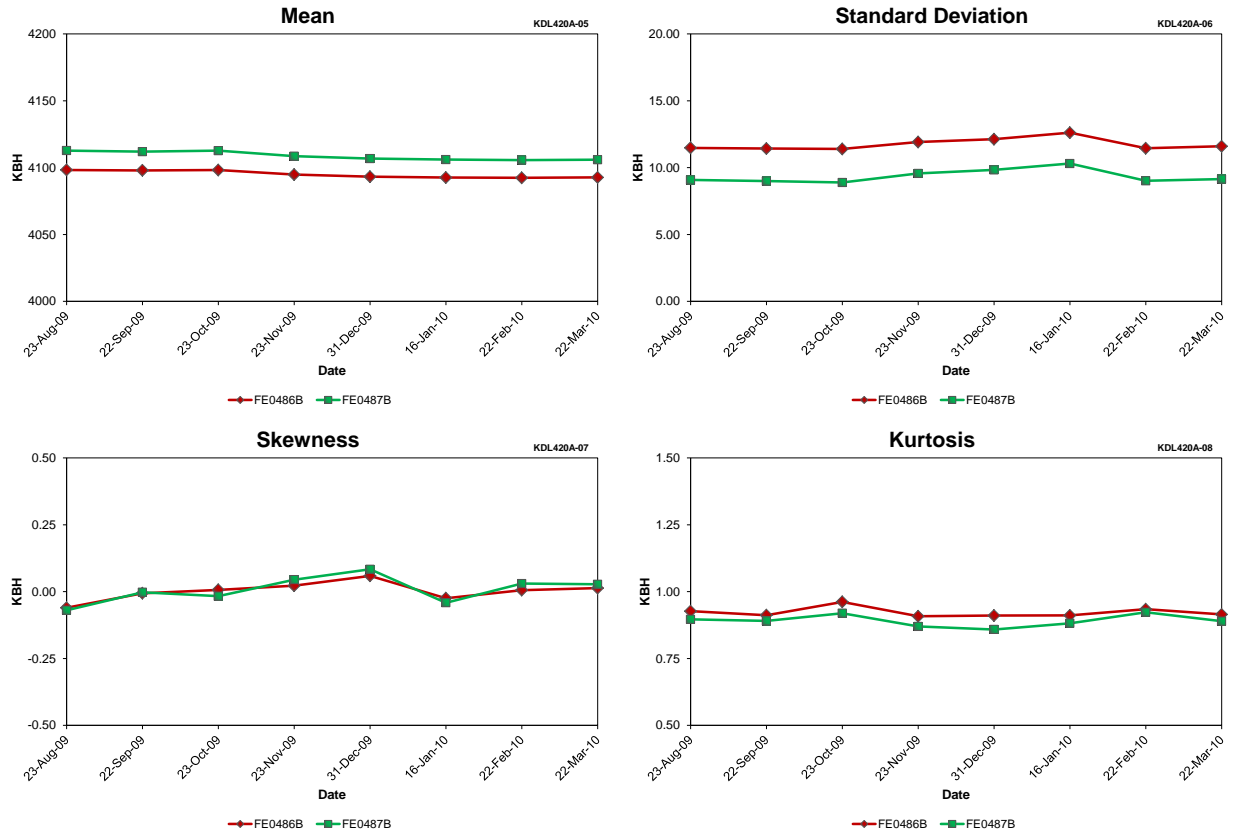 Mean
KDL420A-05
4200
4150
4100
4050
4000
KBH
23-Aug-09
22-Sep-09
23-Oct-09
23-Nov-09
31-Dec-09
16-Jan-10
22-Feb-10
22-Mar-10
Date
FE0486B FE0487B
Standard Deviation
KDL420A-06
20.00
15.00
10.00
5.00
0.00
KBH
23-Aug-09
22-Sep-09
23-Oct-09
23-Nov-09
31-Dec-09
16-Jan-10
22-Feb-10
22-Mar-10
Date
FE0486B FE0487B
Skewness
KDL420A-07
0.50
0.25
0.00
-0.25
-0.50
KBH
23-Aug-09
22-Sep-09
23-Oct-09
23-Nov-09
31-Dec-09
16-Jan-10
22-Feb-10
22-Mar-10
Date
FE0486B FE0487B
Kurtosis
KDL420A-08
1.50
1.25
1.00
0.75
0.50
KBH
23-Aug-09
22-Sep-09
23-Oct-09
23-Nov-09
31-Dec-09
16-Jan-10
22-Feb-10
22-Mar-10
Date
FE0486B FE0487B